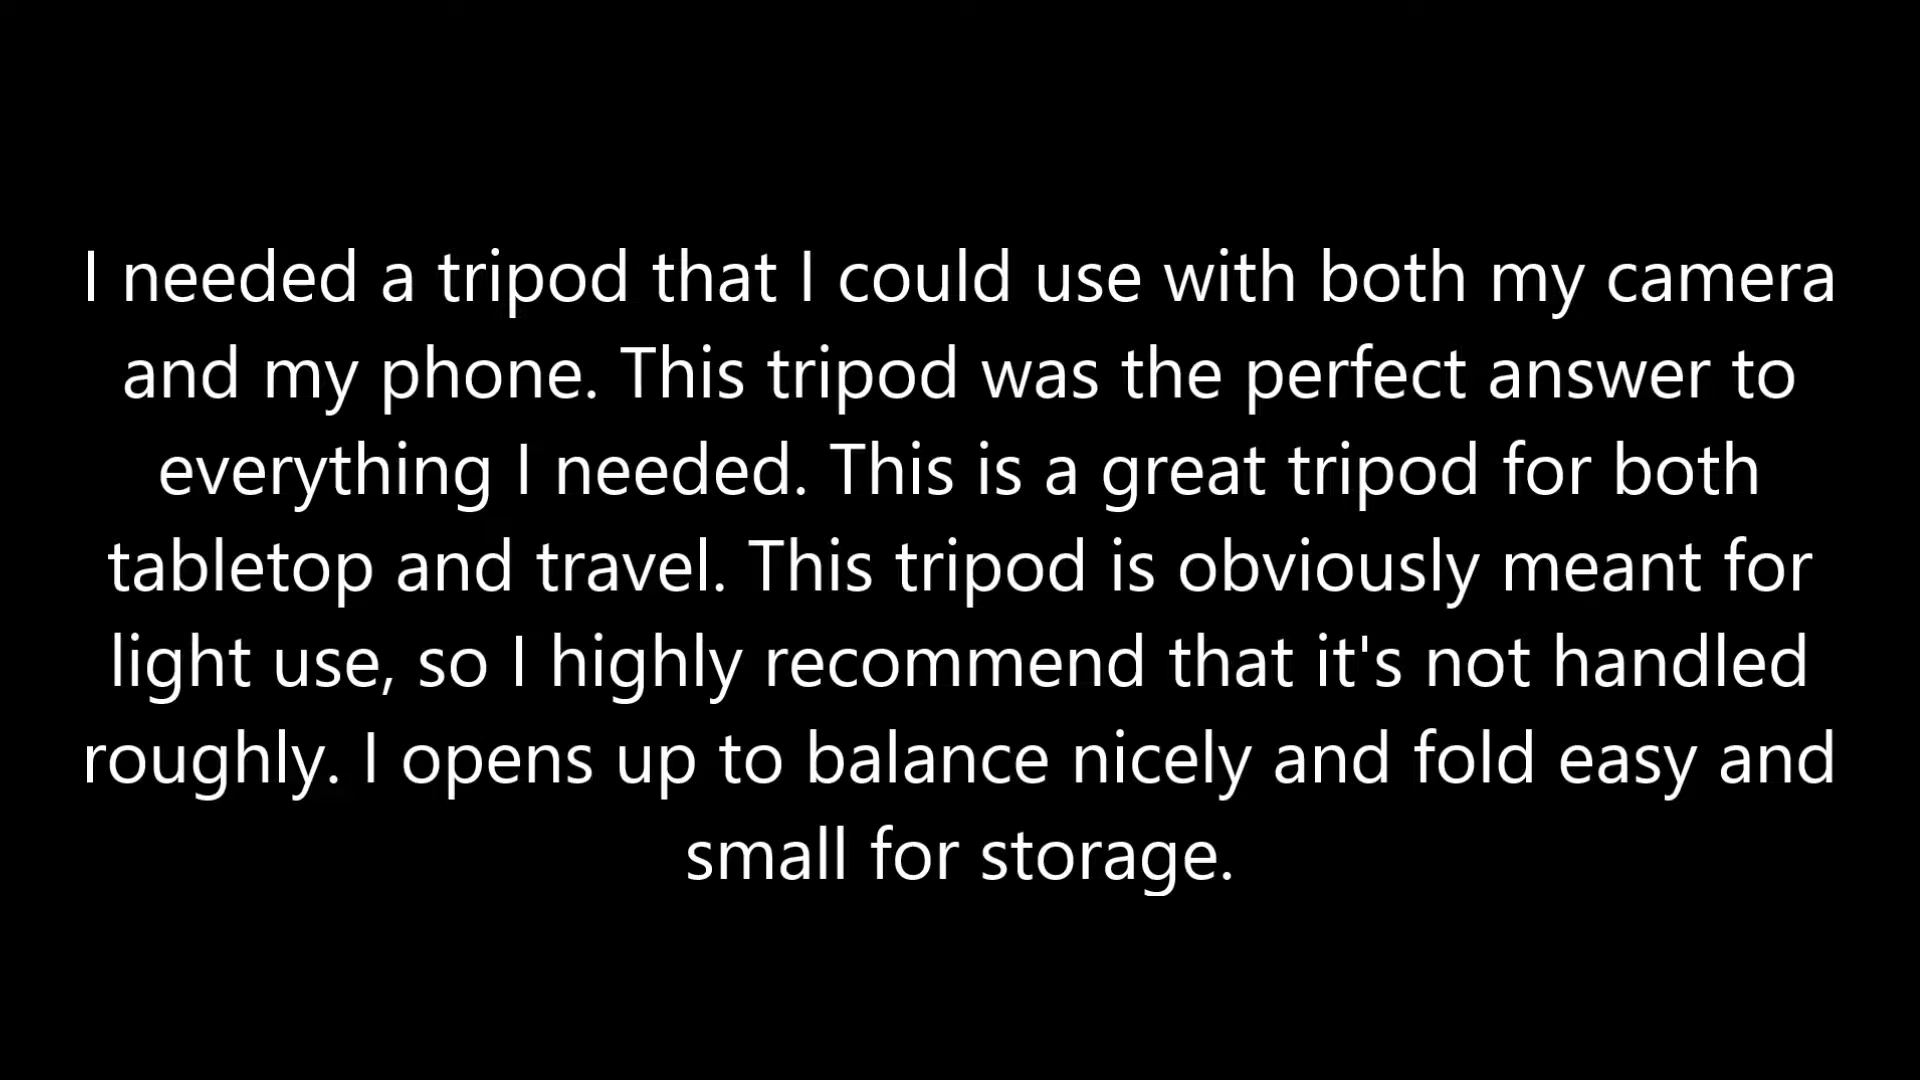 I needed a tripod that I could use with both my camera
and my phone. This tripod was the perfect answer to
everything I needed. This is a great tripod for both
tabletop and travel. This tripod is obviously meant for
light use, so I highly recommend that it's not handled
roughly. I opens up to balance nicely and fold easy and
small for storage.